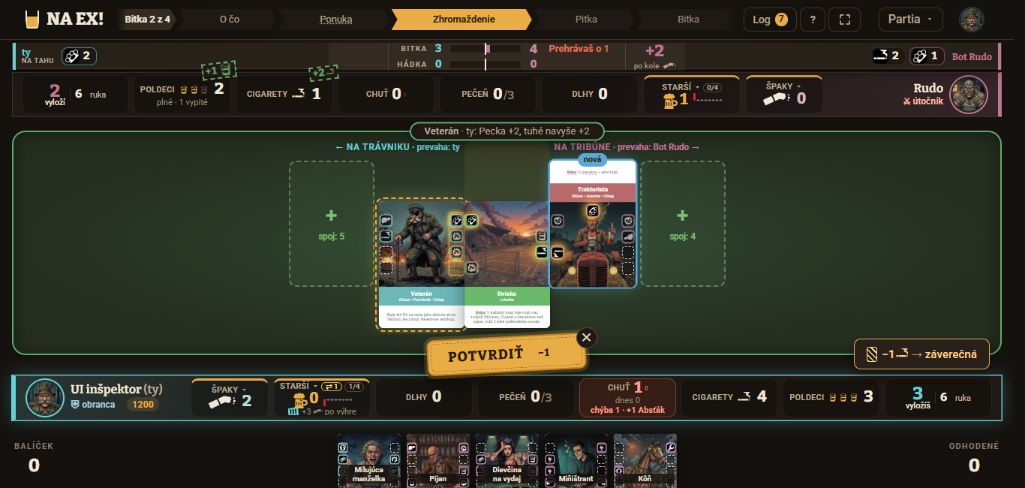 NA EX!
Bitka 2 z 4
O čo
Ponuka
Zhromaždenie
Pitka
Bitka
Log 7
?
Partia
ty
NA ŤAHU
2
BITKA 3 4 Prehrávaš o 1
HÁDKA 0 0
+2
po kole
2
1
Bot Rudo
+1
+2
2
vyloží
6 ruka
POLDECI 2
plné · 1 vypité
CIGARETY 1
CHUŤ 0
PEČEŇ 0/3
DLHY 0
STARŠÍ 0/4
1
ŠPAKY
0
Rudo
útočník
Veterán · ty: Pecka +2, tuhé navyše +2
← NA TRÁVNIKU · prevaha: ty
NA TRIBÚNE · prevaha: Bot Rudo →
nová
Traktorista
+
spoj: 5
+
spoj: 4
Veterán
Ihrisko
POTVRDIŤ −1
−1 → záverečná
UI inšpektor (ty)
obranca 1200
ŠPAKY
2
STARŠÍ 1 1/4
0
+3 po výhre
DLHY 0
PEČEŇ 0/3
CHUŤ 1
dnes 0
chýba 1 · +1 Absťák
CIGARETY 4
POLDECI 3
3
vyložíš
6 ruka
BALÍČEK
0
Milujúca
manželka
Pijan
Dievčina
na vydaj
Miništrant
Kôň
ODHODENÉ
0